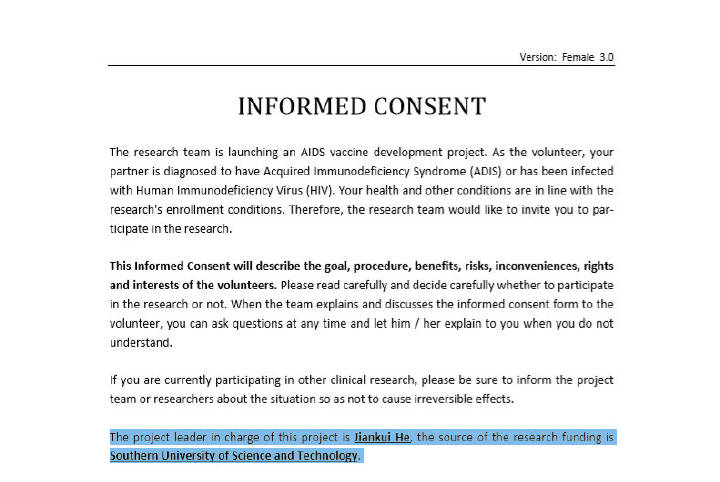 Version: Female 3.0
INFORMED CONSENT
The research team is launching an AIDS vaccine development project. As the volunteer, your
partner is diagnosed to have Acquired Immunodeficiency Syndrome (ADIS) or has been infected
with Human Immunodeficiency Virus (HIV). Your health and other conditions are in line with the
research's enrollment conditions. Therefore, the research team would like to invite you to par-
ticipate in the research.
This Informed Consent will describe the goal, procedure, benefits, risks, inconveniences, rights
and interests of the volunteers. Please read carefully and decide carefully whether to participate
in the research or not. When the team explains and discusses the informed consent form to the
volunteer, you can ask questions at any time and let him / her explain to you when you do not
understand.
If you are currently participating in other clinical research, please be sure to inform the project
team or researchers about the situation so as not to cause irreversible effects.
The project leader in charge of this project is Jiankui He, the source of the research funding is
Southern University of Science and Technology.